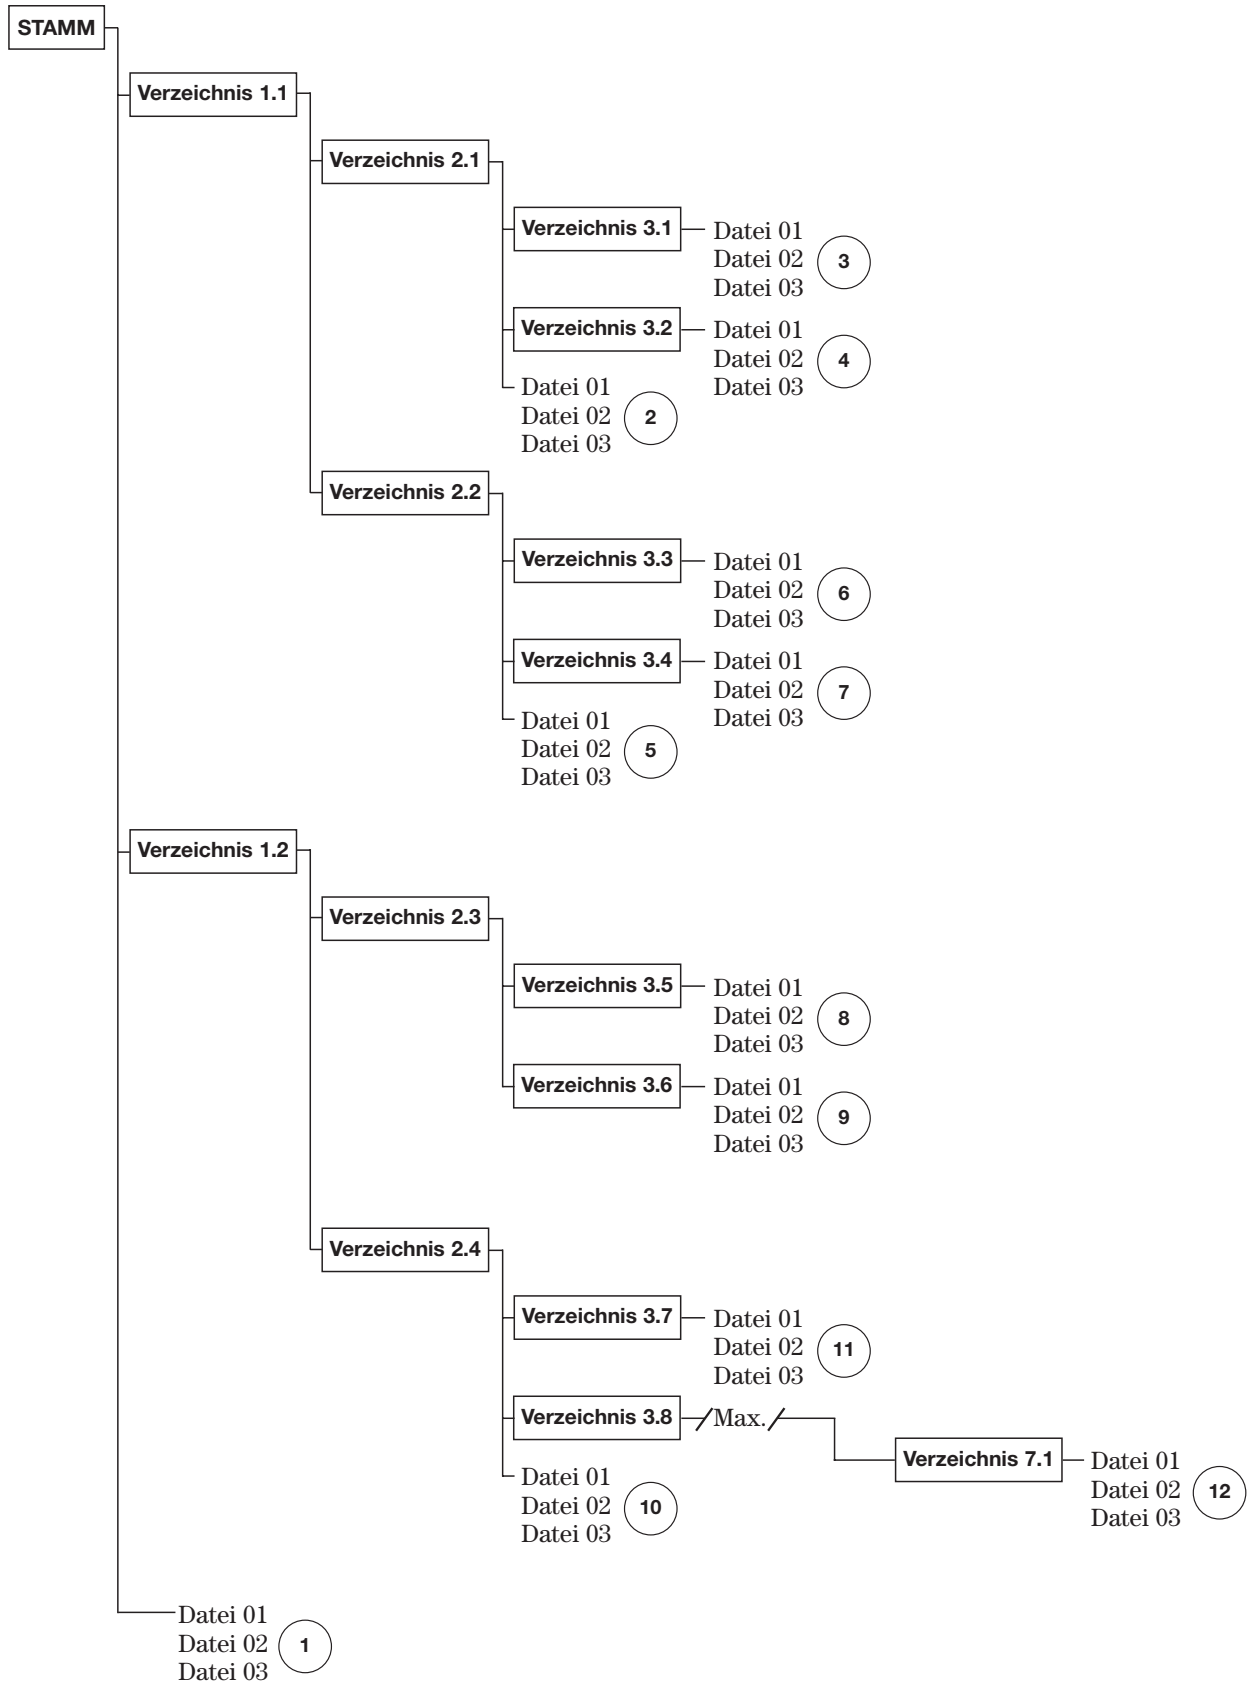 STAMM
Verzeichnis 1.1
Verzeichnis 2.1
Verzeichnis 3.1
Datei 01
Datei 02
Datei 03
3
Verzeichnis 3.2
Datei 01
Datei 02
Datei 03
4
Datei 01
Datei 02
Datei 03
2
Verzeichnis 2.2
Verzeichnis 3.3
Datei 01
Datei 02
Datei 03
6
Verzeichnis 3.4
Datei 01
Datei 02
Datei 03
7
Datei 01
Datei 02
Datei 03
5
Verzeichnis 1.2
Verzeichnis 2.3
Verzeichnis 3.5
Datei 01
Datei 02
Datei 03
8
Verzeichnis 3.6
Datei 01
Datei 02
Datei 03
9
Verzeichnis 2.4
Verzeichnis 3.7
Datei 01
Datei 02
Datei 03
11
Verzeichnis 3.8
Max.
Verzeichnis 7.1
Datei 01
Datei 02
Datei 03
12
Datei 01
Datei 02
Datei 03
10
Datei 01
Datei 02
Datei 03
1